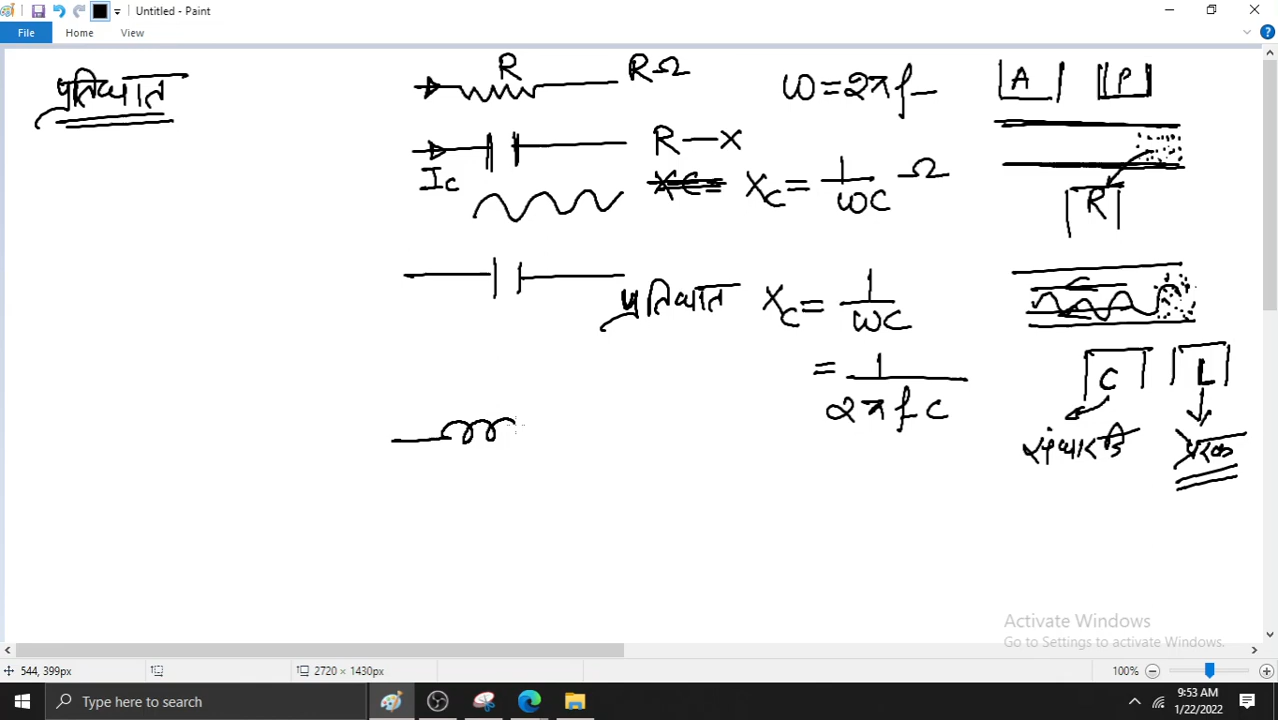 Untitled - Paint
File Home View
प्रतिघात
R
RΩ
ω=2πf
A P
Ic
R—X
Xc= 1/ωC Ω
R
प्रतिघात Xc= 1/ωC
= 1/2πfC
C
C L
संधारित्र प्रेरक
Activate Windows
Go to Settings to activate Windows.
544, 399px
2720 × 1430px
100%
Type here to search
9:53 AM
1/22/2022